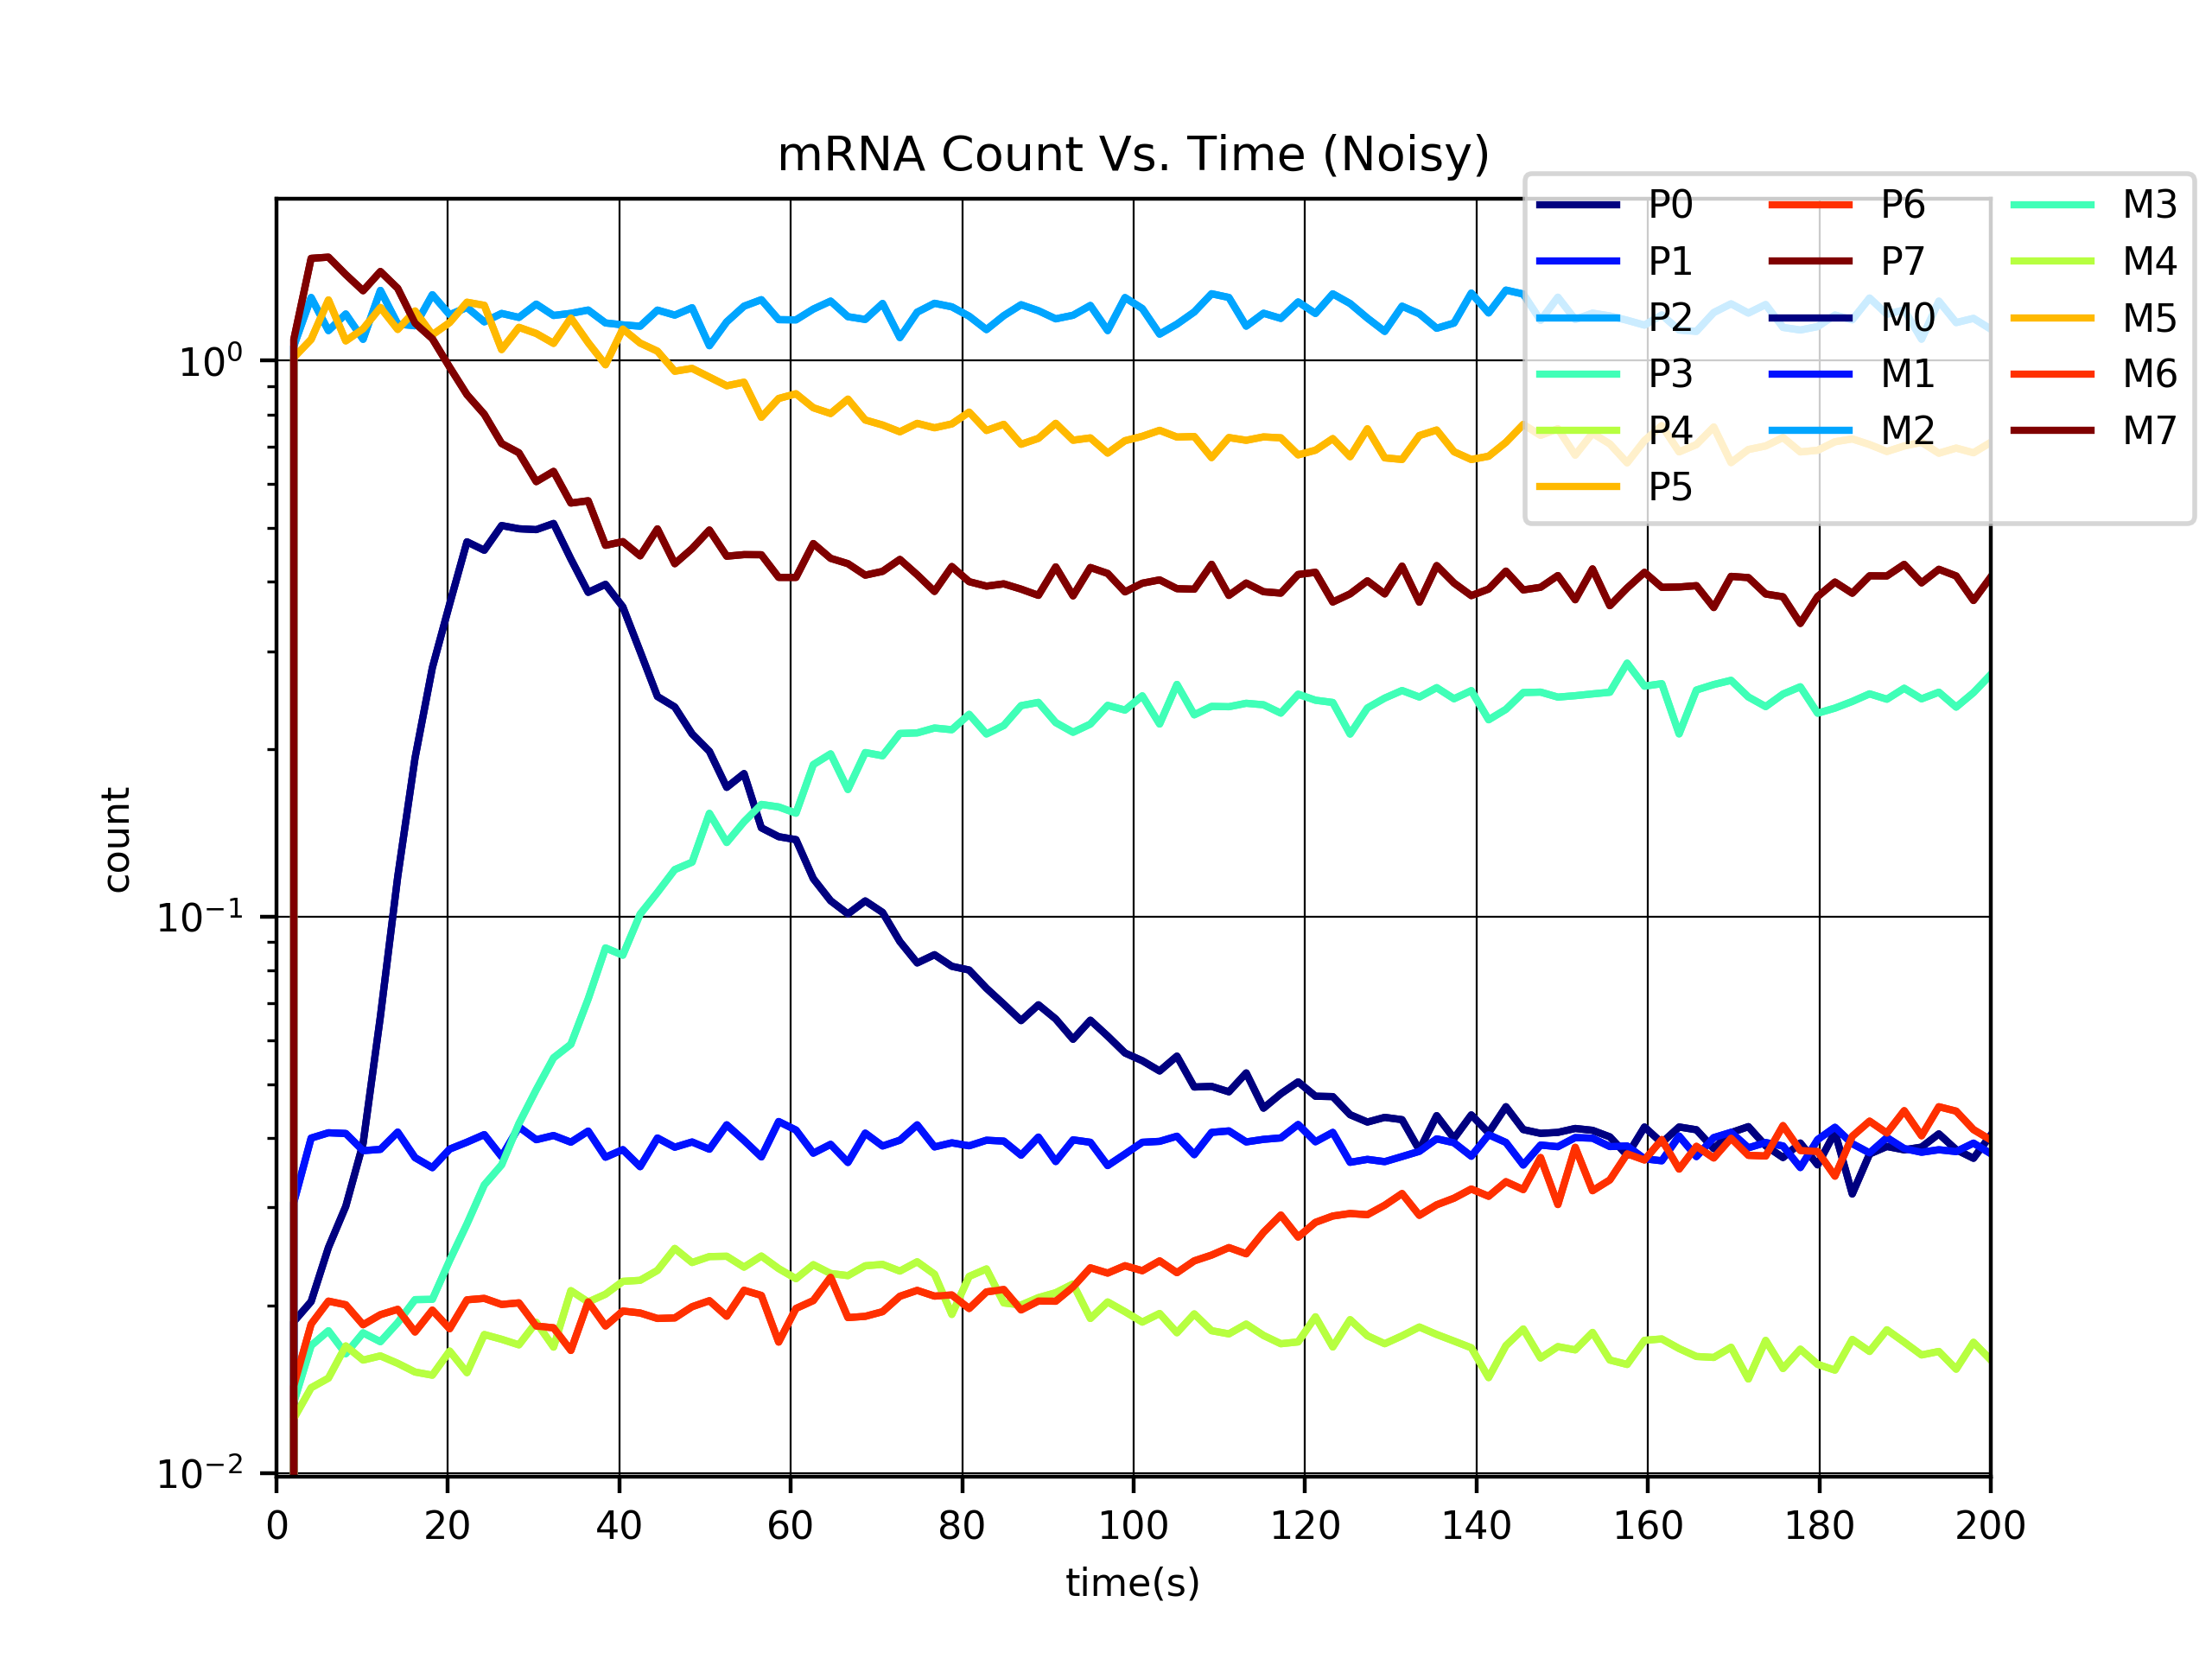 mRNA Count Vs. Time (Noisy)
P0 P6 M3
P1 P7 M4
P2 M0 M5
P3 M1 M6
P4 M2 M7
P5
10⁰
10⁻¹
10⁻²
count
0 20 40 60 80 100 120 140 160 180 200
time(s)